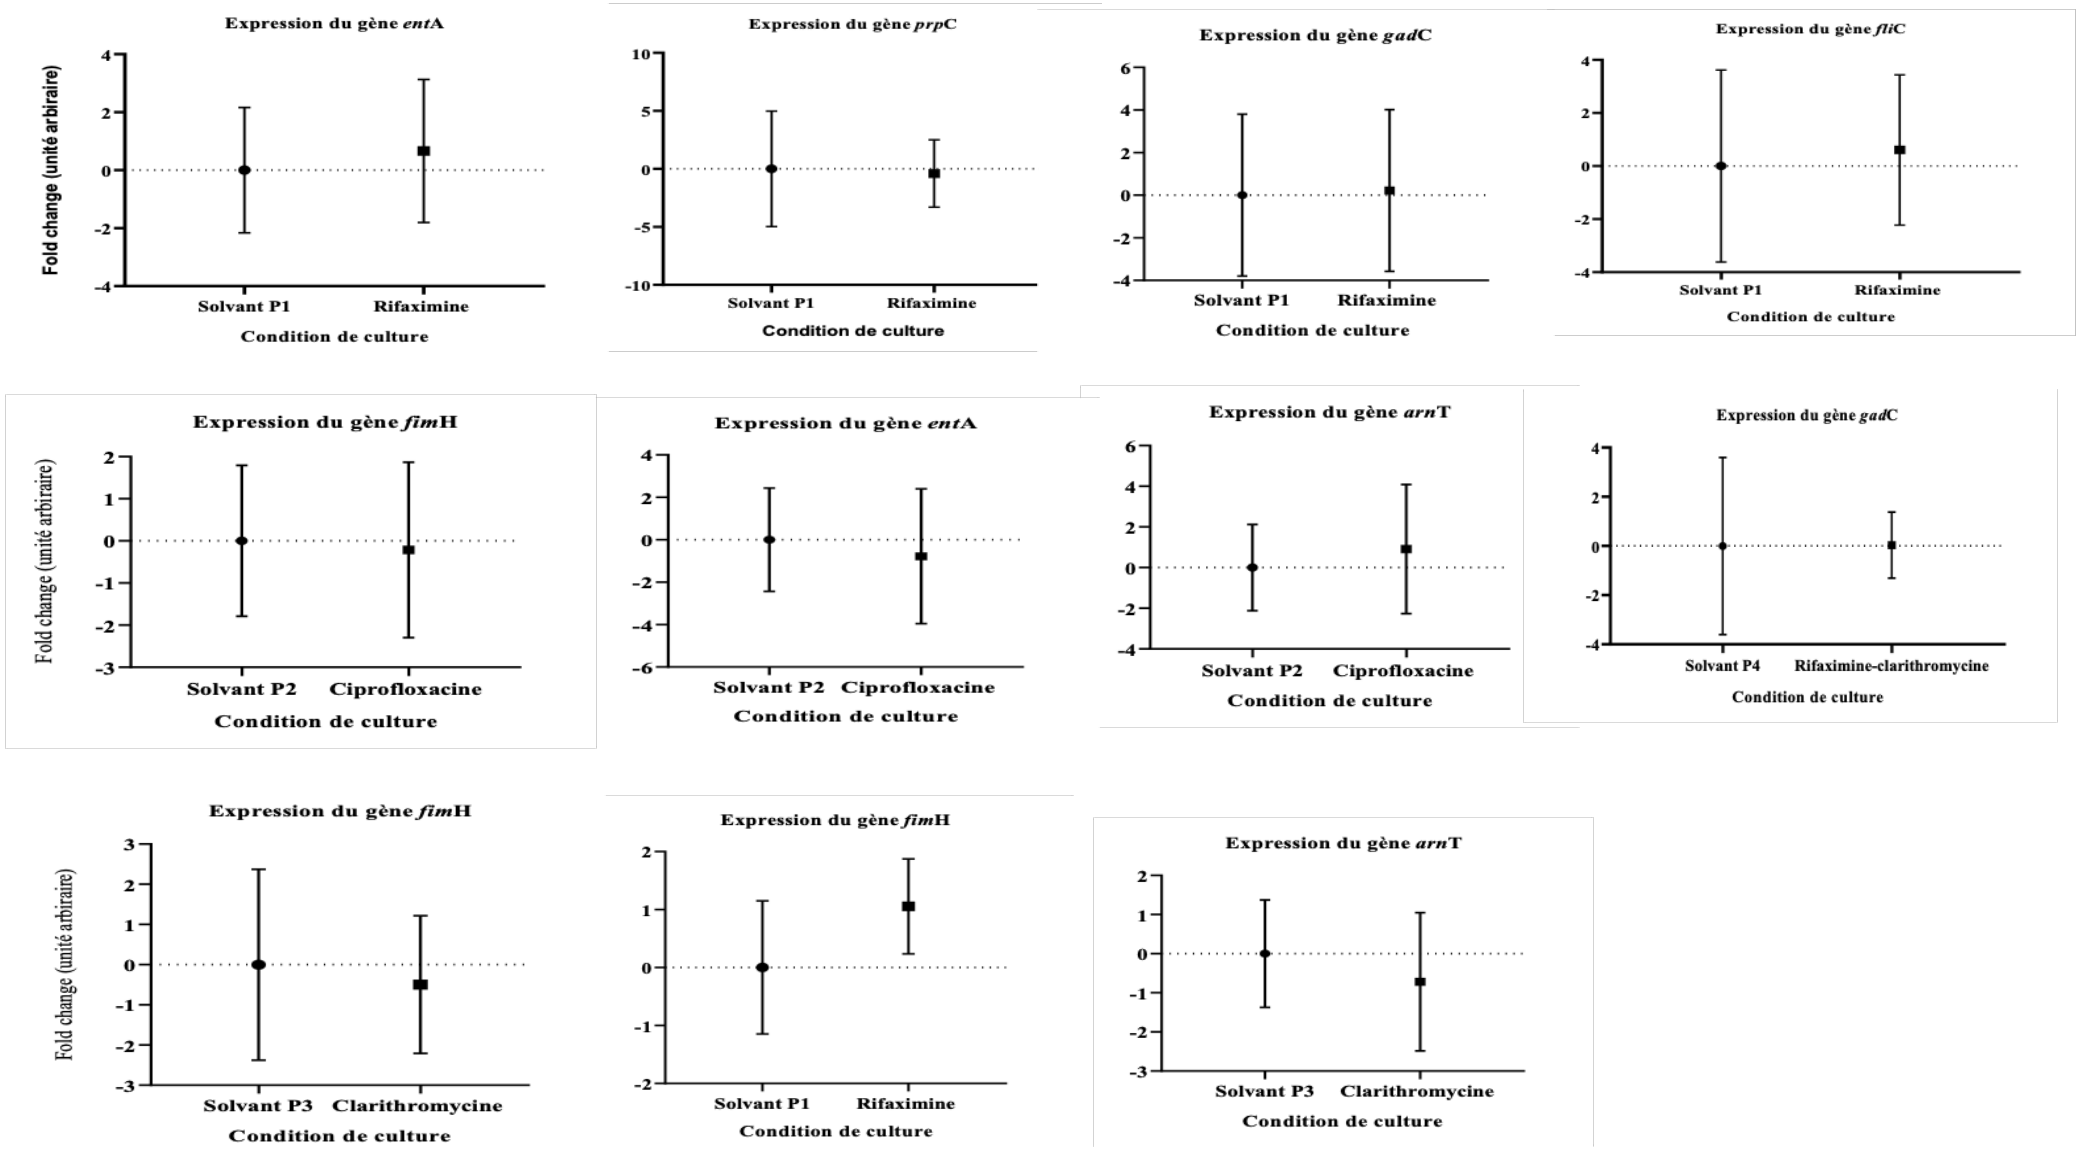 Expression du gène entA
4
2
0
-2
-4
Fold change (unité arbiraire)
Solvant P1 Rifaximine
Condition de culture
Expression du gène prpC
10
5
0
-5
-10
Solvant P1 Rifaximine
Condition de culture
Expression du gène gadC
6
4
2
0
-2
-4
Solvant P1 Rifaximine
Condition de culture
Expression du gène fliC
4
2
0
-2
-4
Solvant P1 Rifaximine
Condition de culture
Expression du gène fimH
2
1
0
-1
-2
-3
Fold change (unité arbiraire)
Solvant P2 Ciprofloxacine
Condition de culture
Expression du gène entA
4
2
0
-2
-4
-6
Solvant P2 Ciprofloxacine
Condition de culture
Expression du gène arnT
6
4
2
0
-2
-4
Solvant P2 Ciprofloxacine
Condition de culture
Expression du gène gadC
4
2
0
-2
-4
Solvant P4 Rifaximine-clarithromycine
Condition de culture
Expression du gène fimH
3
2
1
0
-1
-2
-3
Fold change (unité arbiraire)
Solvant P3 Clarithromycine
Condition de culture
Expression du gène fimH
2
1
0
-1
-2
Solvant P1 Rifaximine
Condition de culture
Expression du gène arnT
2
1
0
-1
-2
-3
Solvant P3 Clarithromycine
Condition de culture